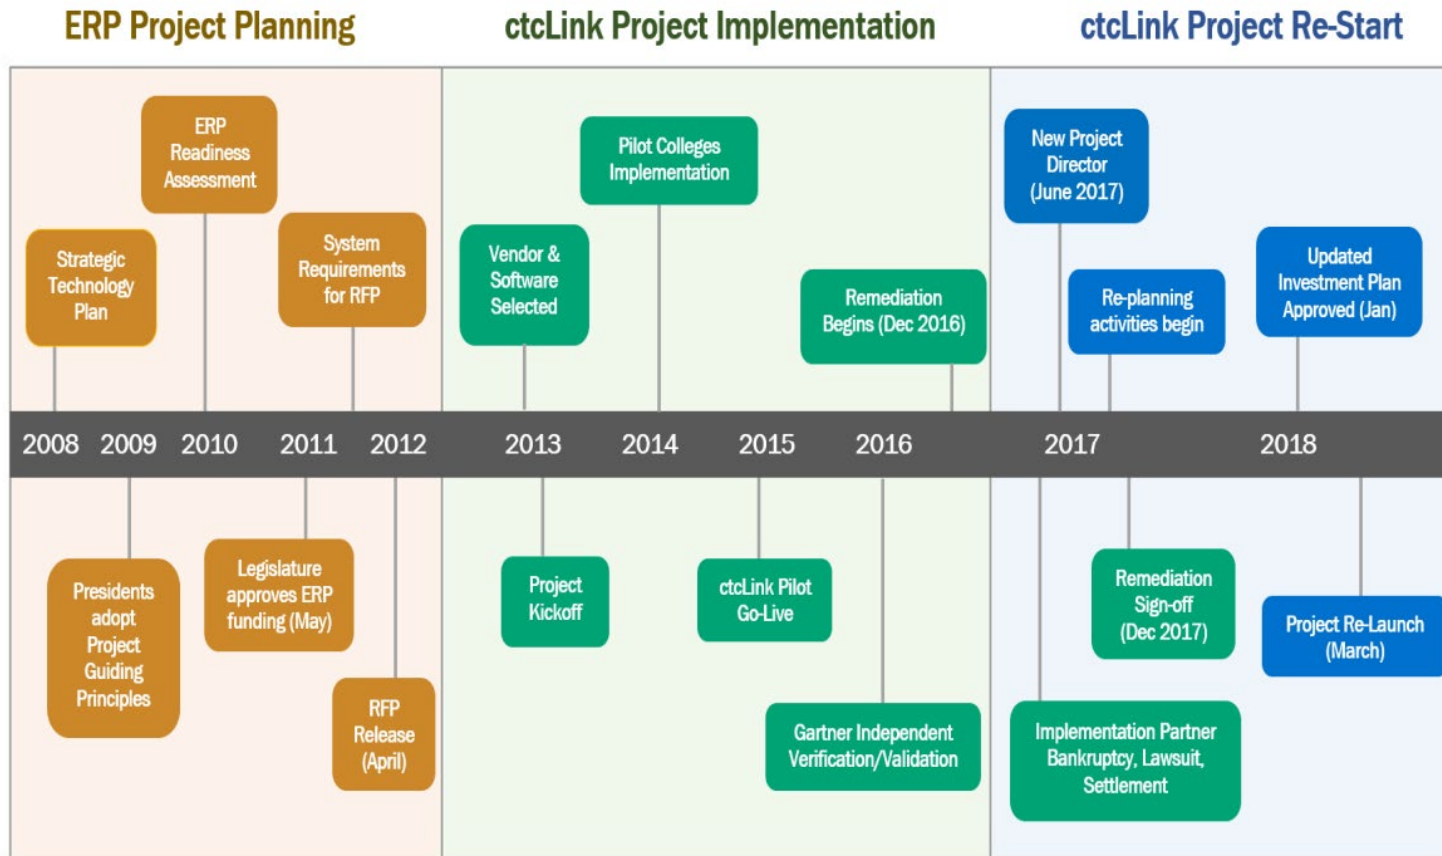 ERP Project Planning
ctcLink Project Implementation
ctcLink Project Re-Start
ERP
Readiness
Assessment
Strategic
Technology
Plan
System
Requirements
for RFP
Pilot Colleges
Implementation
Vendor &
Software
Selected
Remediation
Begins (Dec 2016)
New Project
Director
(June 2017)
Re-planning
activities begin
Updated
Investment Plan
Approved (Jan)
2008 2009 2010 2011 2012 2013 2014 2015 2016 2017 2018
Presidents
adopt
Project
Guiding
Principles
Legislature
approves ERP
funding (May)
RFP
Release
(April)
Project
Kickoff
ctcLink Pilot
Go-Live
Gartner Independent
Verification/Validation
Remediation
Sign-off
(Dec 2017)
Implementation Partner
Bankruptcy, Lawsuit,
Settlement
Project Re-Launch
(March)